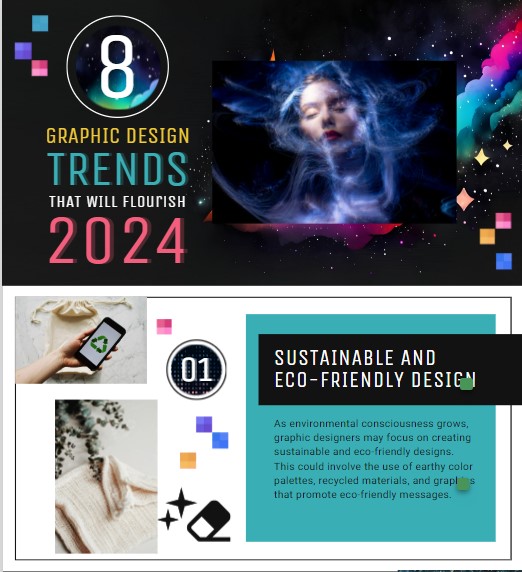 8
GRAPHIC DESIGN
TRENDS
THAT WILL FLOURISH
2024
01
SUSTAINABLE AND
ECO-FRIENDLY DESIGN
As environmental consciousness grows,
graphic designers may focus on creating
sustainable and eco-friendly designs.
This could involve the use of earthy color
palettes, recycled materials, and graphics
that promote eco-friendly messages.